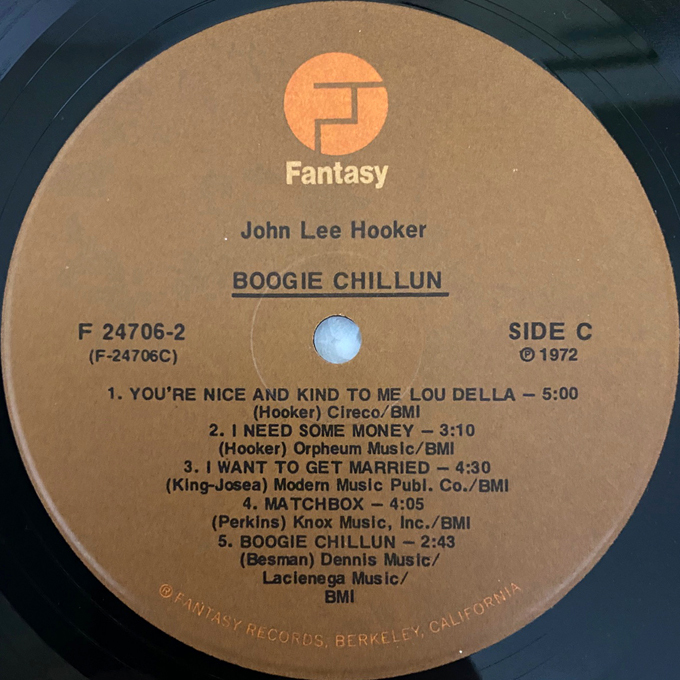 Fantasy
John Lee Hooker
BOOGIE CHILLUN
F 24706-2
(F-24706C)
SIDE C
℗ 1972
1. YOU'RE NICE AND KIND TO ME LOU DELLA — 5:00
(Hooker) Cireco/BMI
2. I NEED SOME MONEY — 3:10
(Hooker) Orpheum Music/BMI
3. I WANT TO GET MARRIED — 4:30
(King-Josea) Modern Music Publ. Co./BMI
4. MATCHBOX — 4:05
(Perkins) Knox Music, Inc./BMI
5. BOOGIE CHILLUN — 2:43
(Besman) Dennis Music/
Lacienega Music/
BMI
® FANTASY RECORDS, BERKELEY, CALIFORNIA